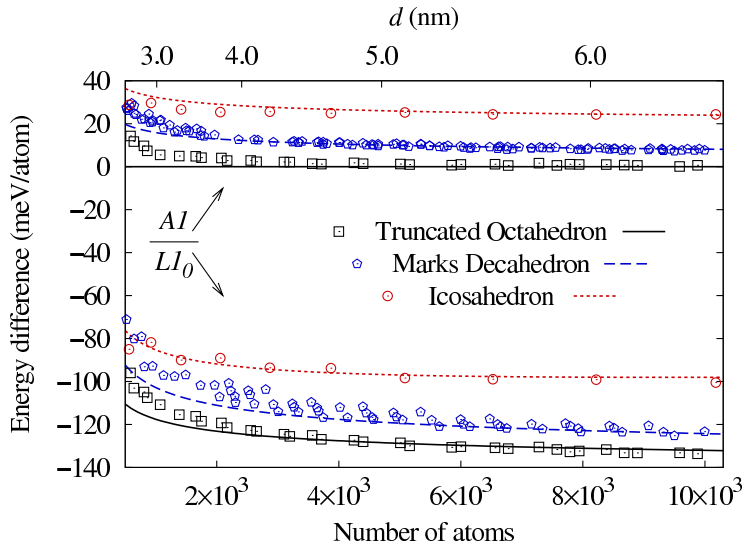 d (nm)
3.0 4.0 5.0 6.0
40
20
0
−20
−40
−60
−80
−100
−120
−140
Energy difference (meV/atom)
A1
L1₀
Truncated Octahedron
Marks Decahedron
Icosahedron
2×10³ 4×10³ 6×10³ 8×10³ 10×10³
Number of atoms